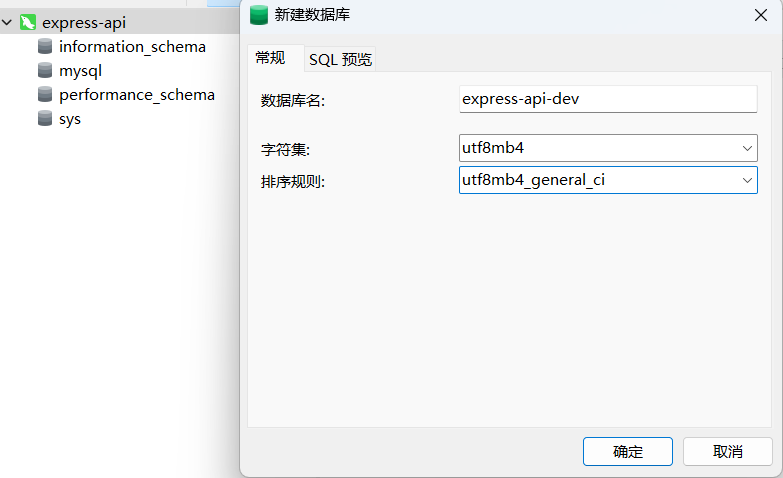 express-api
information_schema
mysql
performance_schema
sys
新建数据库
常规
SQL 预览
数据库名:
express-api-dev
字符集:
utf8mb4
排序规则:
utf8mb4_general_ci
确定
取消